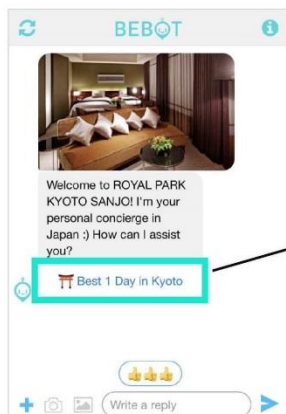 BEBOT
Welcome to ROYAL PARK
KYOTO SANJO! I'm your
personal concierge in
Japan :) How can I assist
you?
Best 1 Day in Kyoto
Write a reply